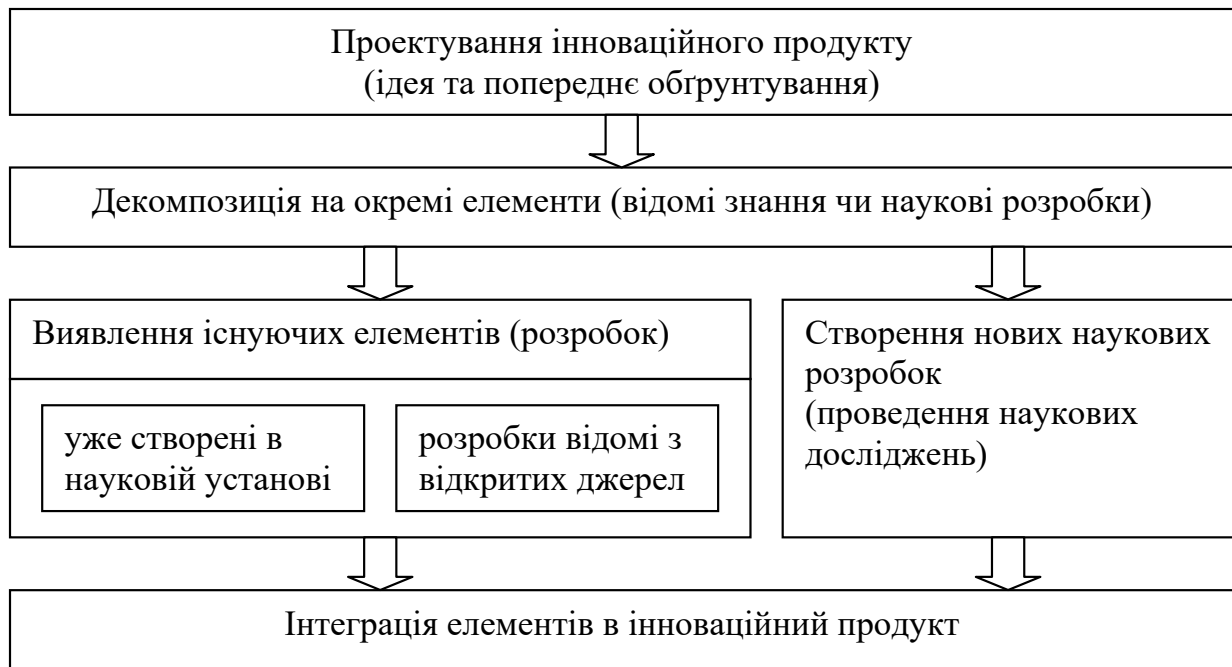 Проектування інноваційного продукту
(ідея та попереднє обґрунтування)
Декомпозиція на окремі елементи (відомі знання чи наукові розробки)
Виявлення існуючих елементів (розробок)
уже створені в
науковій установі
розробки відомі з
відкритих джерел
Створення нових наукових
розробок
(проведення наукових
досліджень)
Інтеграція елементів в інноваційний продукт